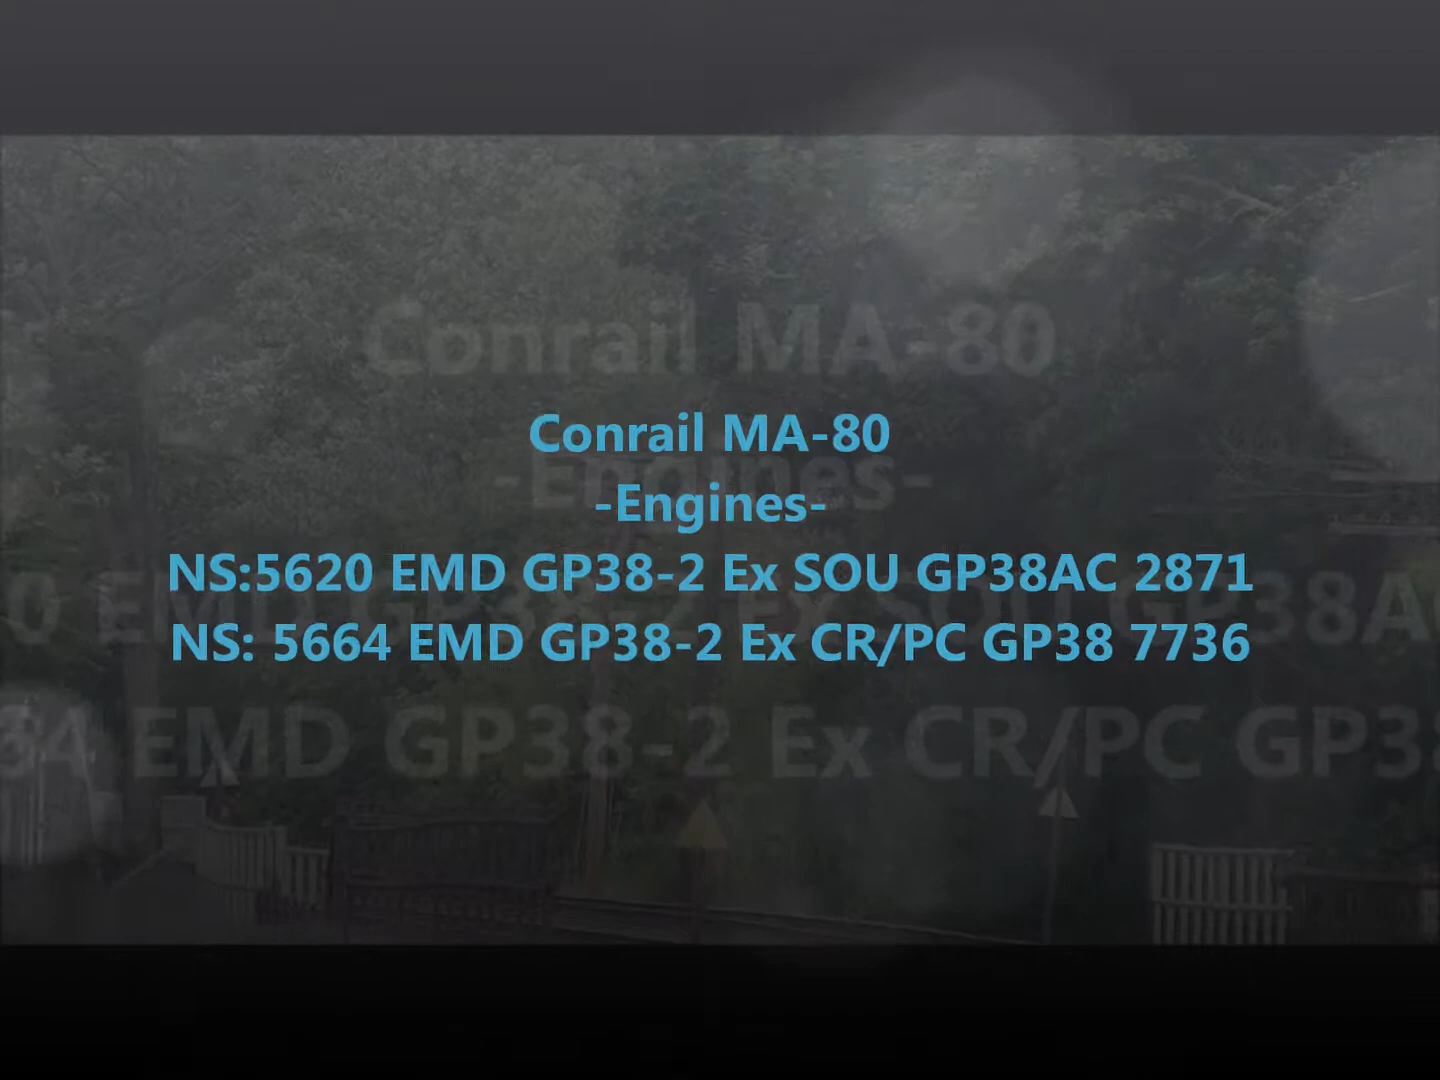 Conrail MA-80
-Engines-
NS:5620 EMD GP38-2 Ex SOU GP38AC 2871
NS: 5664 EMD GP38-2 Ex CR/PC GP38 7736